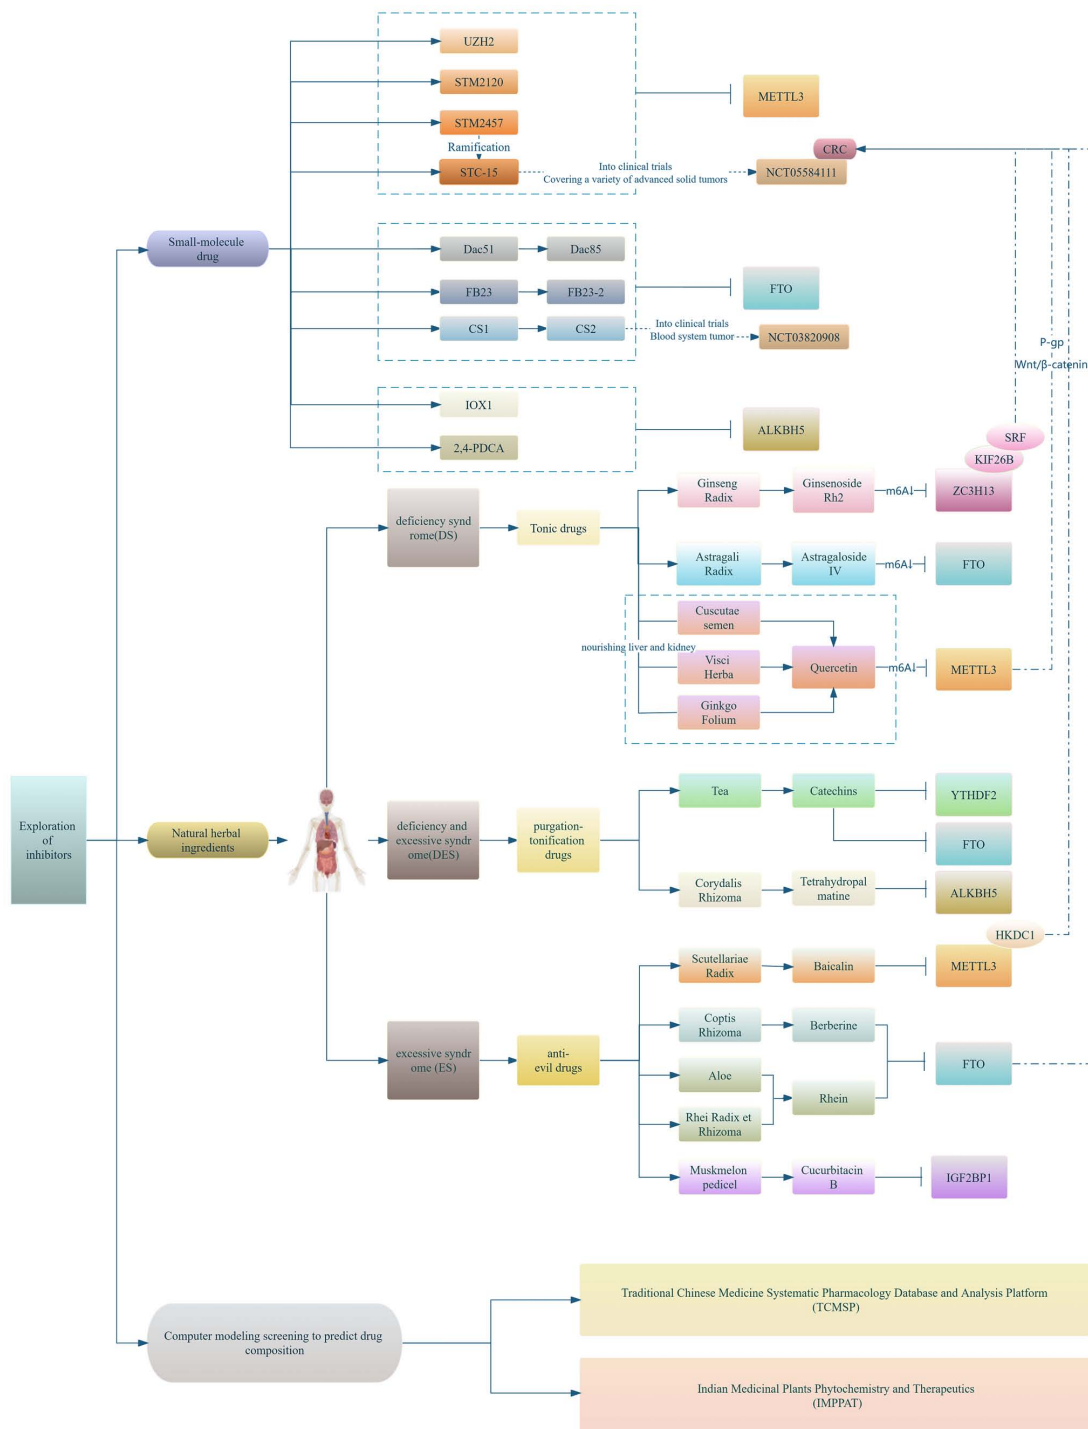 UZH2
STM2120
METTL3
STM2457
Ramification
CRC
STC-15
Into clinical trials
Covering a variety of advanced solid tumors
NCT05584111
Small-molecule
drug
Dac51
Dac85
FB23
FB23-2
FTO
CS1
CS2
Into clinical trials
Blood system tumor
NCT03820908
P-gp
Wnt/β-catenin
IOX1
ALKBH5
2,4-PDCA
SRF
KIF26B
Ginseng
Radix
Ginsenoside
Rh2
m6A↓
ZC3H13
deficiency synd
rome(DS)
Tonic drugs
Astragali
Radix
Astragaloside
IV
m6A↓
FTO
Cuscutae
semen
nourishing liver and kidney
Visci
Herba
Quercetin
m6A↓
METTL3
Ginkgo
Folium
Exploration
of
inhibitors
Natural herbal
ingredients
deficiency and
excessive syndr
ome(DES)
purgation-
tonification
drugs
Tea
Catechins
YTHDF2
FTO
Corydalis
Rhizoma
Tetrahydropal
matine
ALKBH5
HKDC1
Scutellariae
Radix
Baicalin
METTL3
Coptis
Rhizoma
Berberine
excessive syndr
ome (ES)
anti-
evil drugs
Aloe
Rhein
FTO
Rhei Radix et
Rhizoma
Muskmelon
pedicel
Cucurbitacin
B
IGF2BP1
Computer modeling screening to predict drug
composition
Traditional Chinese Medicine Systematic Pharmacology Database and Analysis Platform
(TCMSP)
Indian Medicinal Plants Phytochemistry and Therapeutics
(IMPPAT)